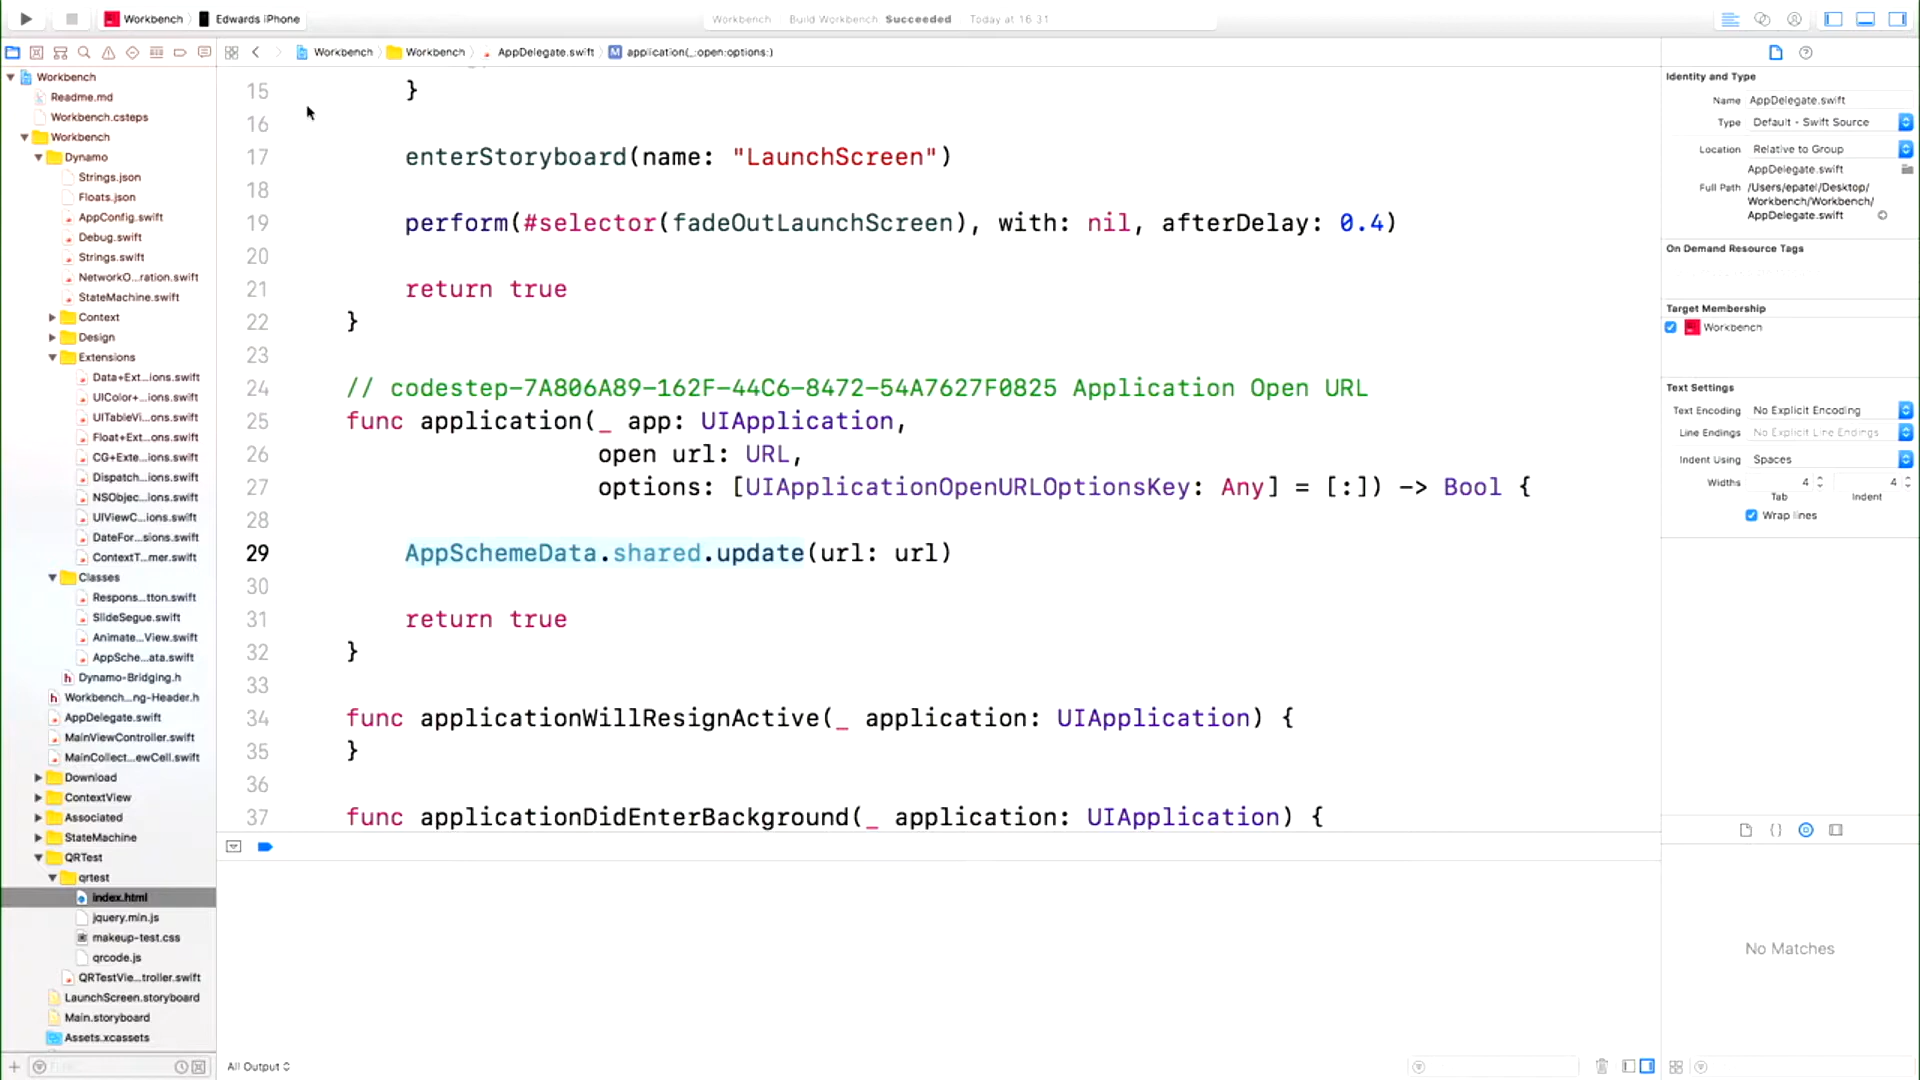 Workbench
Edwards iPhone
Workbench
Build Workbench Succeeded
Today at 16:31
Workbench
Workbench
AppDelegate.swift
M
application(_:open:options:)
Workbench
Readme.md
Workbench.csteps
Workbench
Dynamo
Strings.json
Floats.json
AppConfig.swift
Debug.swift
Strings.swift
NetworkO...ration.swift
StateMachine.swift
Context
Design
Extensions
Data+Ext...ions.swift
UIColor+...ions.swift
UITableVi...ions.swift
Float+Ext...ions.swift
CG+Exte...ions.swift
Dispatch...ions.swift
NSObjec...ions.swift
UIViewC...ions.swift
DateFor...sions.swift
ContextT...mer.swift
Classes
Respons...tton.swift
SlideSegue.swift
Animate...View.swift
AppSche...ata.swift
h Dynamo-Bridging.h
h Workbench...ng-Header.h
AppDelegate.swift
MainViewController.swift
MainCollect...ewCell.swift
Download
ContextView
Associated
StateMachine
QRTest
qrtest
index.html
jquery.min.js
makeup-test.css
qrcode.js
QRTestVie...troller.swift
LaunchScreen.storyboard
Main.storyboard
Assets.xcassets
15 }
16
17 enterStoryboard(name: "LaunchScreen")
18
19 perform(#selector(fadeOutLaunchScreen), with: nil, afterDelay: 0.4)
20
21 return true
22 }
23
24 // codestep-7A806A89-162F-44C6-8472-54A7627F0825 Application Open URL
25 func application(_ app: UIApplication,
26 open url: URL,
27 options: [UIApplicationOpenURLOptionsKey: Any] = [:]) -> Bool {
28
29 AppSchemeData.shared.update(url: url)
30
31 return true
32 }
33
34 func applicationWillResignActive(_ application: UIApplication) {
35 }
36
37 func applicationDidEnterBackground(_ application: UIApplication) {
All Output
Identity and Type
Name AppDelegate.swift
Type Default - Swift Source
Location Relative to Group
AppDelegate.swift
Full Path /Users/epatel/Desktop/
Workbench/Workbench/
AppDelegate.swift
On Demand Resource Tags
Target Membership
Workbench
Text Settings
Text Encoding No Explicit Encoding
Line Endings No Explicit Line Endings
Indent Using Spaces
Widths 4 4
Tab Indent
Wrap lines
{ }
No Matches